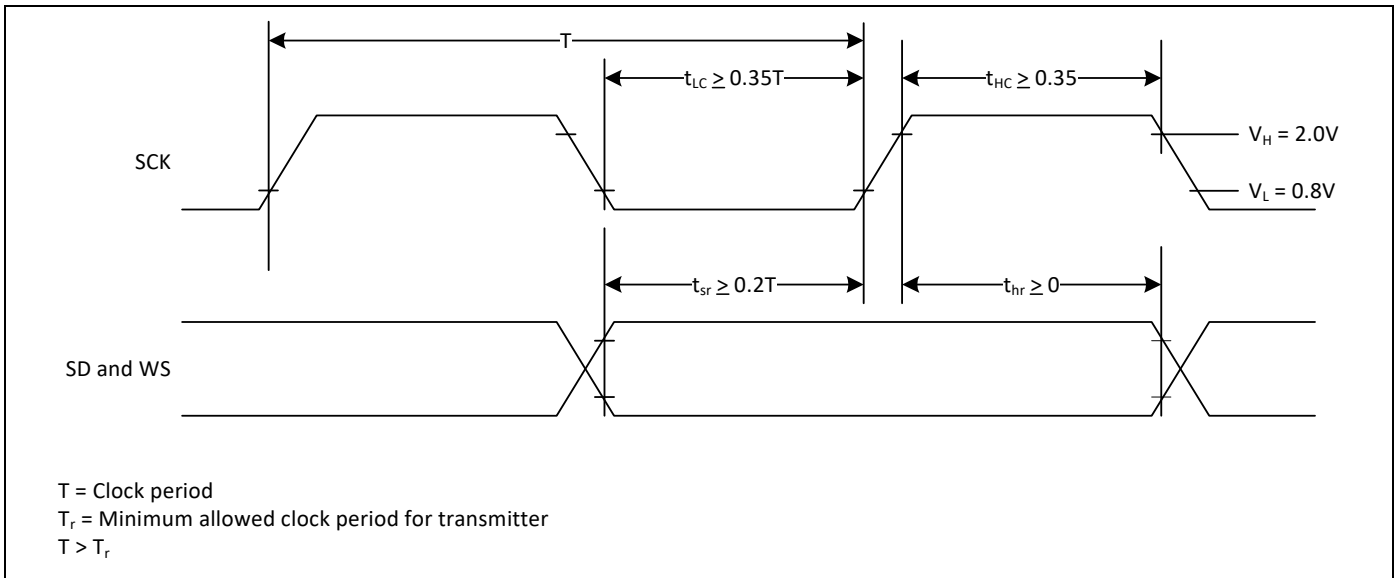 T
t_LC ≥ 0.35T
t_HC ≥ 0.35
SCK
V_H = 2.0V
V_L = 0.8V
t_sr ≥ 0.2T
t_hr ≥ 0
SD and WS
T = Clock period
T_r = Minimum allowed clock period for transmitter
T > T_r